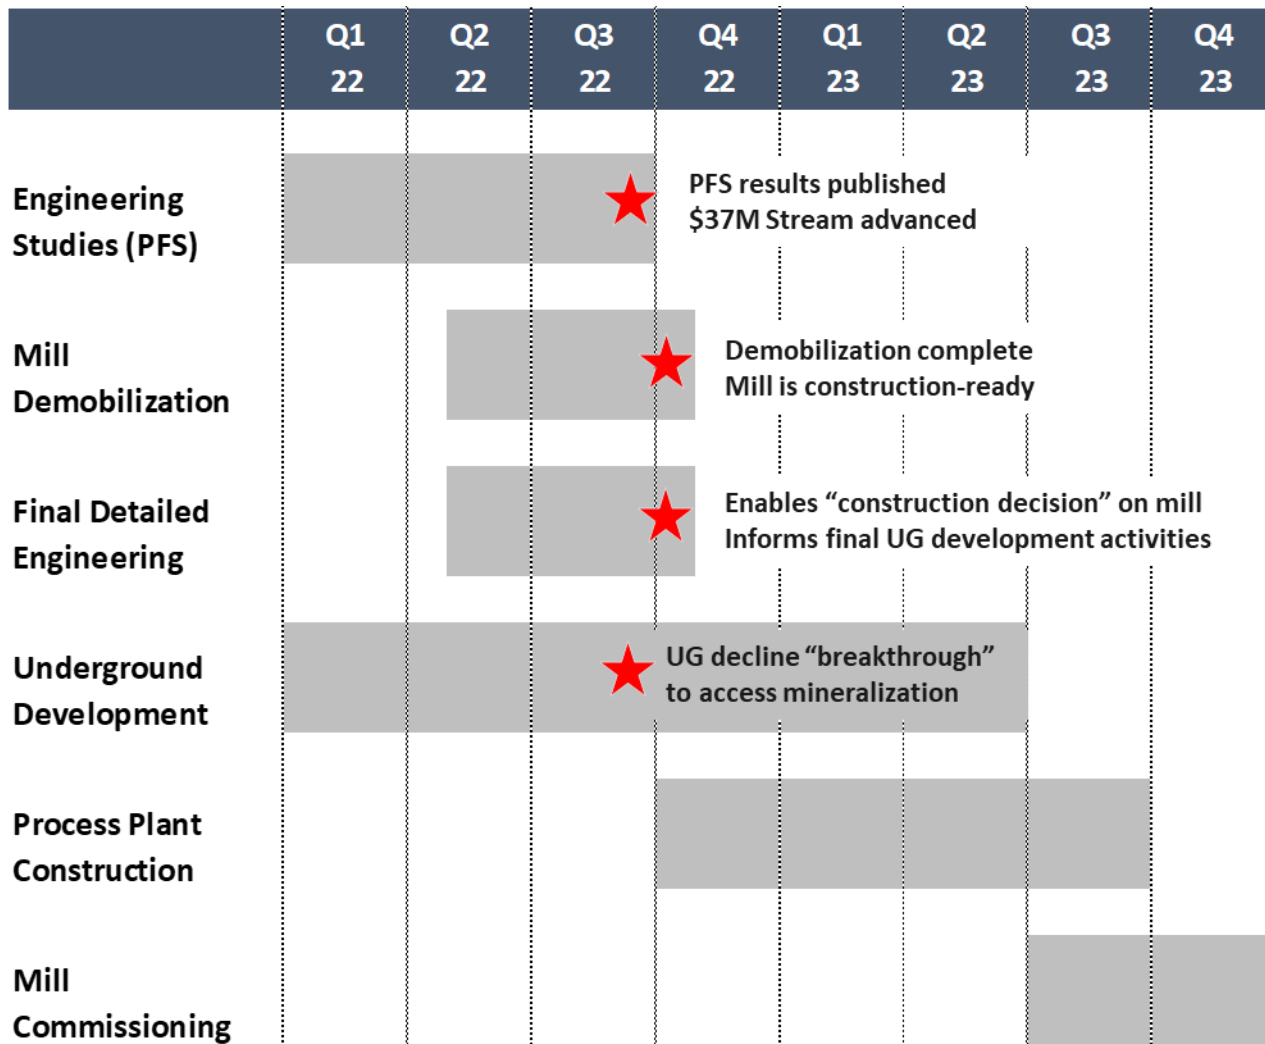 Q1 Q2 Q3 Q4 Q1 Q2 Q3 Q4
22 22 22 22 23 23 23 23
Engineering
Studies (PFS)
PFS results published
$37M Stream advanced
Mill
Demobilization
Demobilization complete
Mill is construction-ready
Final Detailed
Engineering
Enables “construction decision” on mill
Informs final UG development activities
Underground
Development
UG decline “breakthrough”
to access mineralization
Process Plant
Construction
Mill
Commissioning